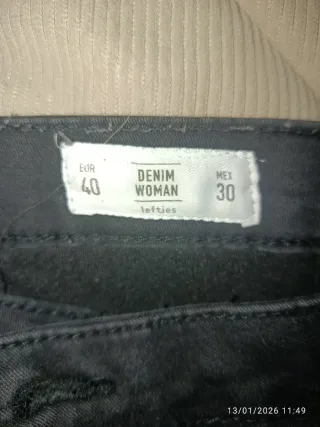 EUR
40
DENIM
WOMAN
lefties
MEX
30
13/01/2026 11:49